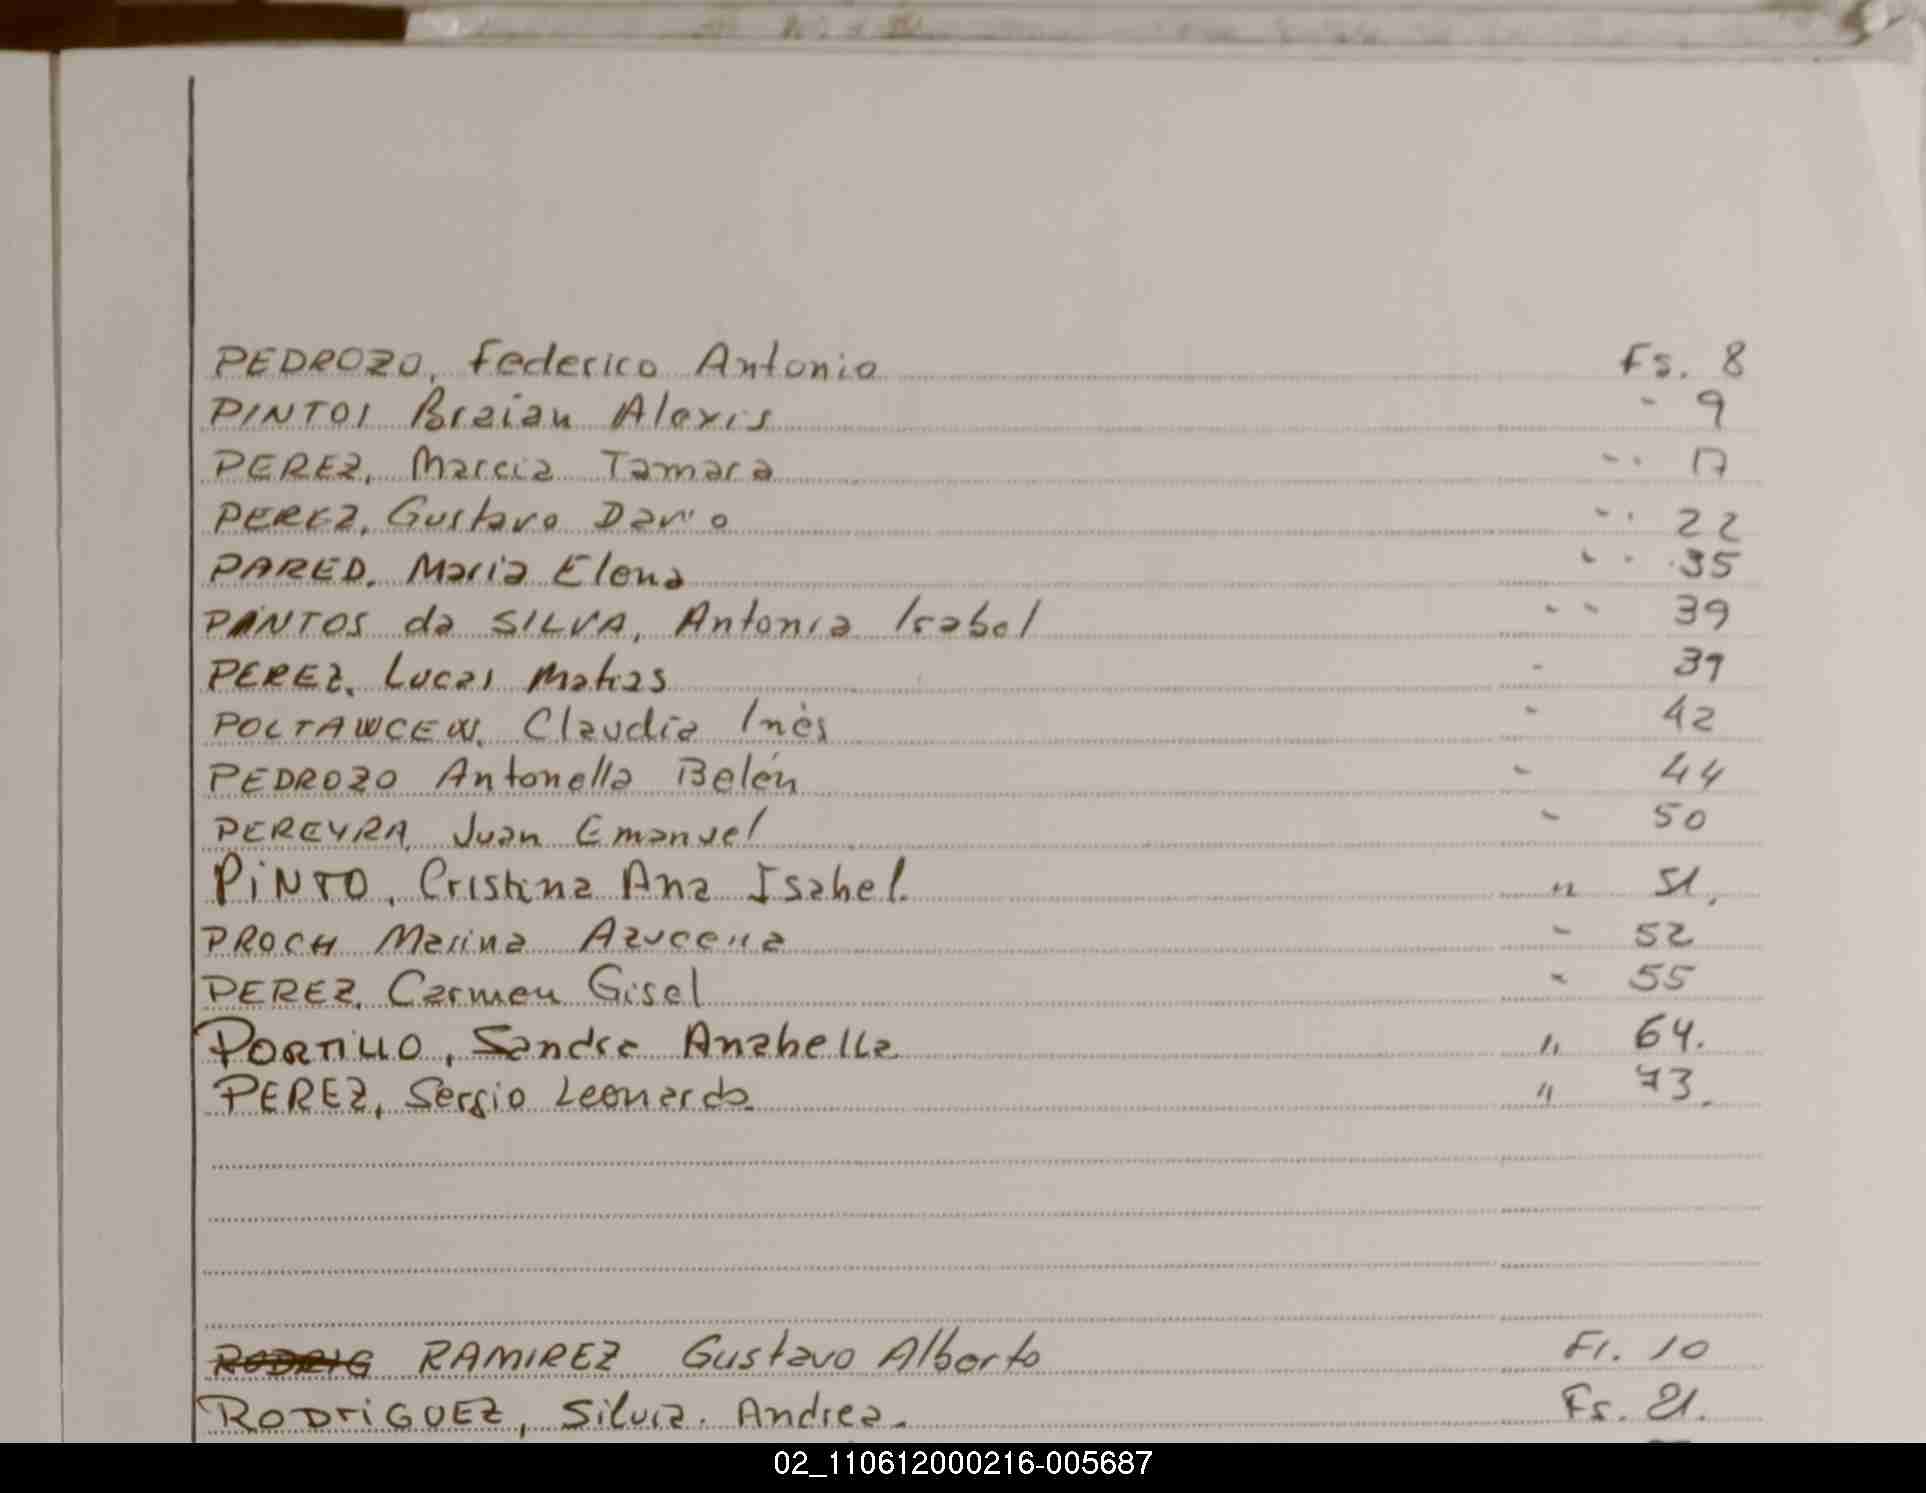 PEDROZO, Federico Antonio Fs. 8
PINTOS Braian Alexis " 9
PEREZ, Marcia Tamara " 17
PEREZ, Gustavo Dario " 22
PARED, Maria Elena " 35
PINTOS da SILVA, Antonia Isabel " 39
PEREZ, Lucas Matias " 39
POLTAWCEW, Claudia Inès " 42
PEDROZO Antonella Belén " 44
PEREYRA, Juan Emanuel " 50
PiNTO, Cristina Ana Isabel. " 51.
PROCH Marina Azucena " 52
PEREZ, Carmen Gisel " 55
PORTILLO, Sandra Anabella " 64.
PEREZ, Sergio Leonardo. " 73.
RODRIG RAMIREZ Gustavo Alberto Fs. 10
RODRiGUEZ, Silvia. Andrea. Fs. 21.
02_110612000216-005687